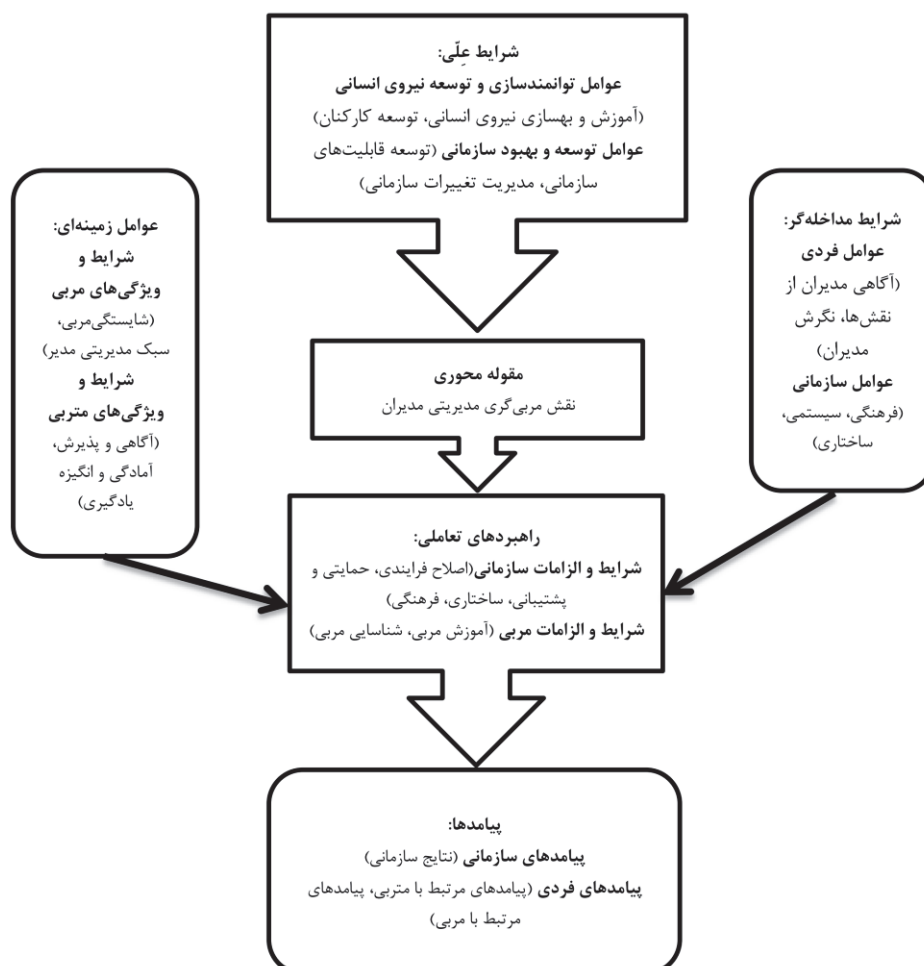 شرایط عِلّی:
عوامل توانمندسازی و توسعه نیروی انسانی
(آموزش و بهسازی نیروی انسانی، توسعه کارکنان)
عوامل توسعه و بهبود سازمانی (توسعه قابلیت‌های
سازمانی، مدیریت تغییرات سازمانی)
شرایط مداخله‌گر:
عوامل فردی
(آگاهی مدیران از
نقش‌ها، نگرش
مدیران)
عوامل سازمانی
(فرهنگی، سیستمی،
ساختاری)
عوامل زمینه‌ای:
شرایط و
ویژگی‌های مربی
(شایستگی‌مربی،
سبک مدیریتی مدیر)
شرایط و
ویژگی‌های متربی
(آگاهی و پذیرش،
آمادگی و انگیزه
یادگیری)
مقوله محوری
نقش مربی‌گری مدیریتی مدیران
راهبردهای تعاملی:
شرایط و الزامات سازمانی(اصلاح فرایندی، حمایتی و
پشتیبانی، ساختاری، فرهنگی)
شرایط و الزامات مربی (آموزش مربی، شناسایی مربی)
پیامدها:
پیامدهای سازمانی (نتایج سازمانی)
پیامدهای فردی (پیامدهای مرتبط با متربی، پیامدهای
مرتبط با مربی)